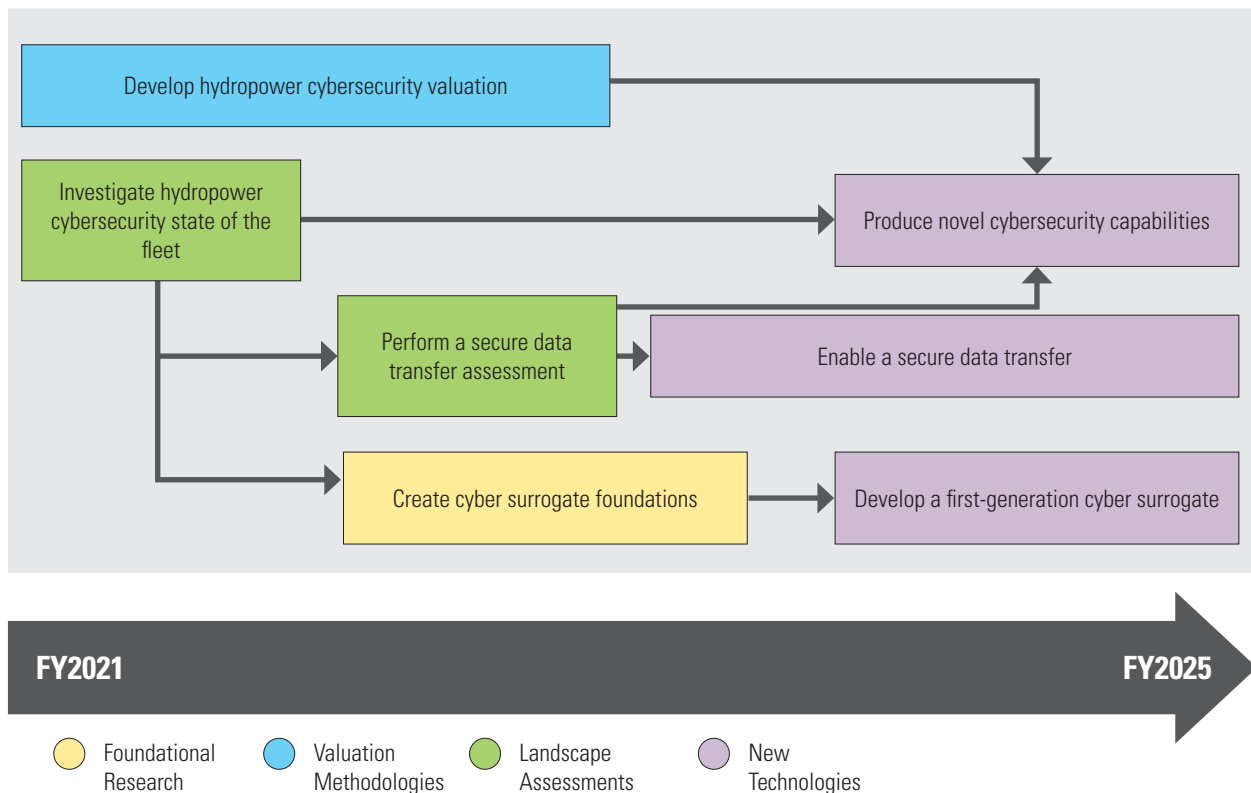 Develop hydropower cybersecurity valuation
Investigate hydropower
cybersecurity state of the
fleet
Produce novel cybersecurity capabilities
Perform a secure data
transfer assessment
Enable a secure data transfer
Create cyber surrogate foundations
Develop a first-generation cyber surrogate
FY2021
FY2025
Foundational
Research
Valuation
Methodologies
Landscape
Assessments
New
Technologies